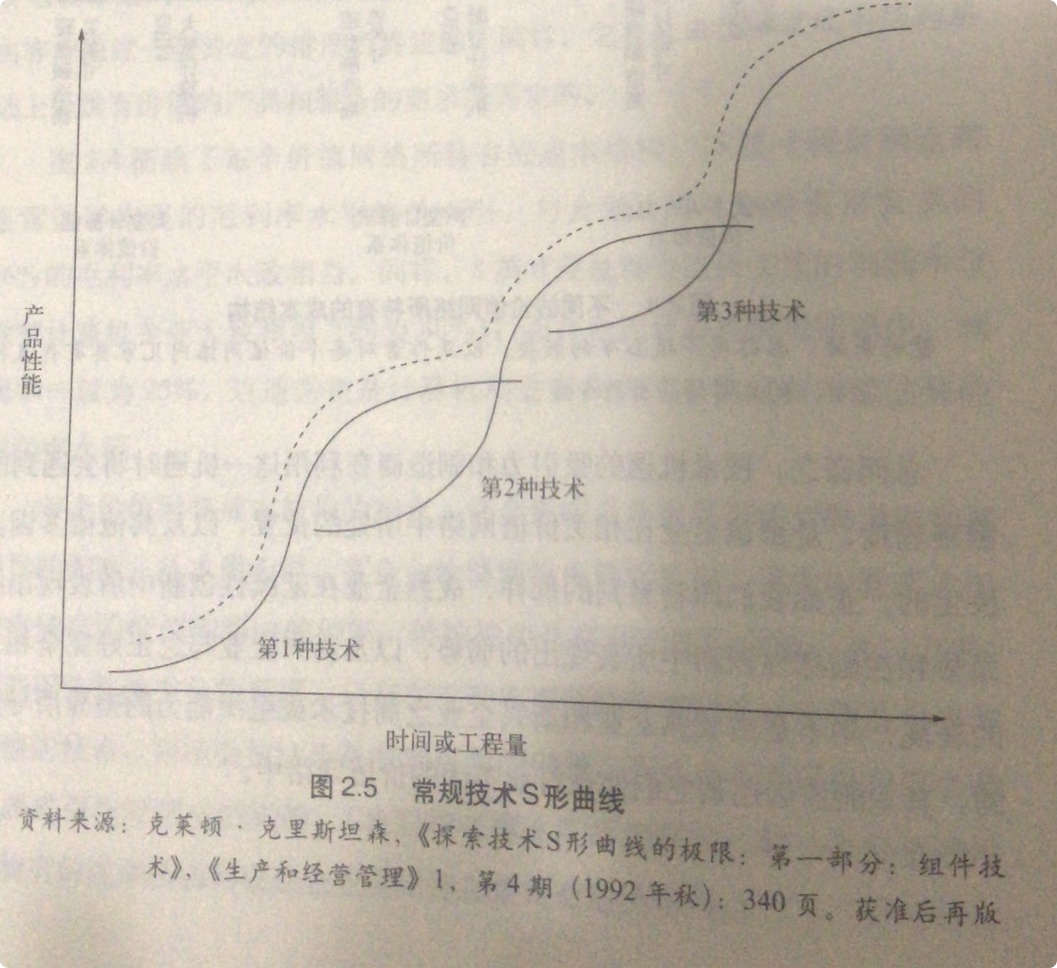 产品性能
第3种技术
第2种技术
第1种技术
时间或工程量
图 2.5 常规技术S形曲线
资料来源：克莱顿·克里斯坦森，《探索技术S形曲线的极限：第一部分：组件技
术》，《生产和经营管理》1，第4期（1992年秋）：340页。获准后再版